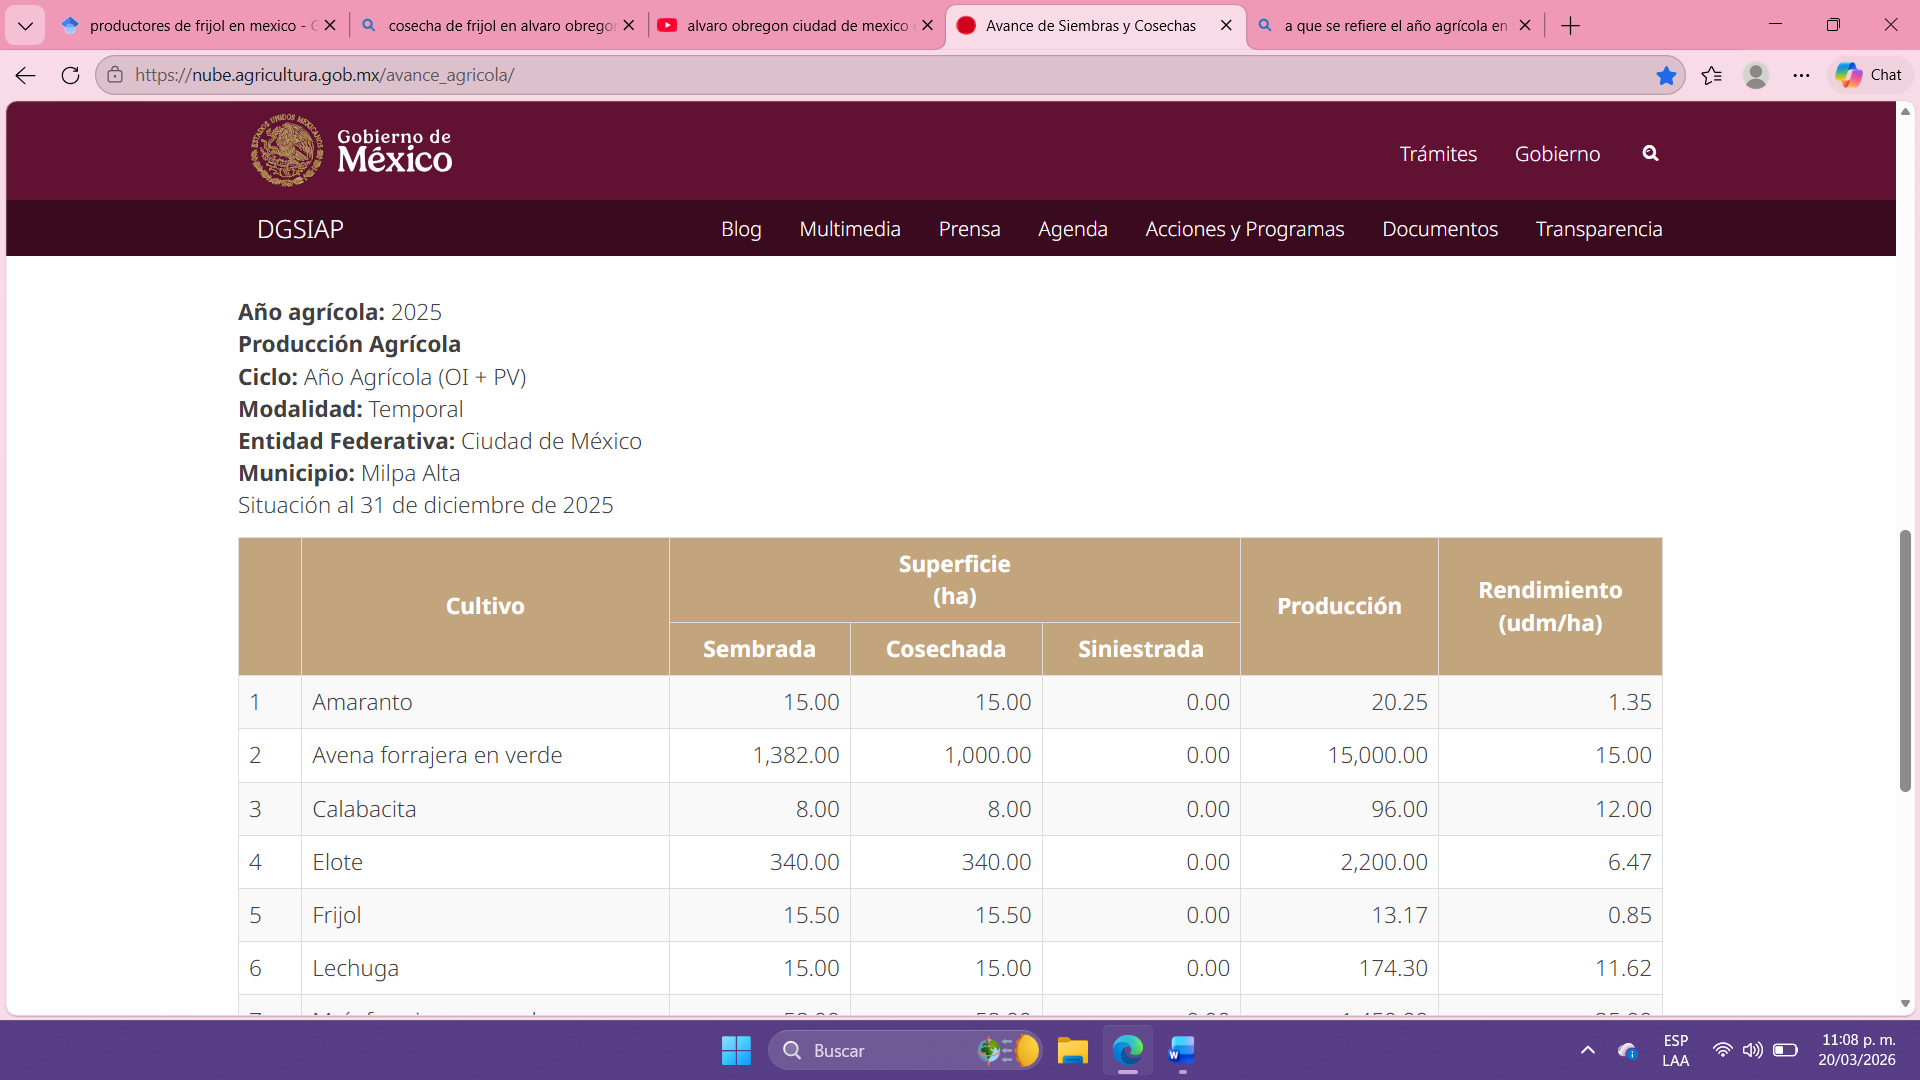 productores de frijol en mexico - G
cosecha de frijol en alvaro obrego
alvaro obregon ciudad de mexico
Avance de Siembras y Cosechas
a que se refiere el año agrícola en
https://nube.agricultura.gob.mx/avance_agricola/
Chat
ESTADOS UNIDOS MEXICANOS
Gobierno de
México
Trámites Gobierno
DGSIAP
Blog Multimedia Prensa Agenda Acciones y Programas Documentos Transparencia
Año agrícola: 2025
Producción Agrícola
Ciclo: Año Agrícola (OI + PV)
Modalidad: Temporal
Entidad Federativa: Ciudad de México
Municipio: Milpa Alta
Situación al 31 de diciembre de 2025
Cultivo Superficie (ha) Producción Rendimiento (udm/ha)
Sembrada Cosechada Siniestrada
1 Amaranto 15.00 15.00 0.00 20.25 1.35
2 Avena forrajera en verde 1,382.00 1,000.00 0.00 15,000.00 15.00
3 Calabacita 8.00 8.00 0.00 96.00 12.00
4 Elote 340.00 340.00 0.00 2,200.00 6.47
5 Frijol 15.50 15.50 0.00 13.17 0.85
6 Lechuga 15.00 15.00 0.00 174.30 11.62
Buscar
ESP
LAA
11:08 p. m.
20/03/2026